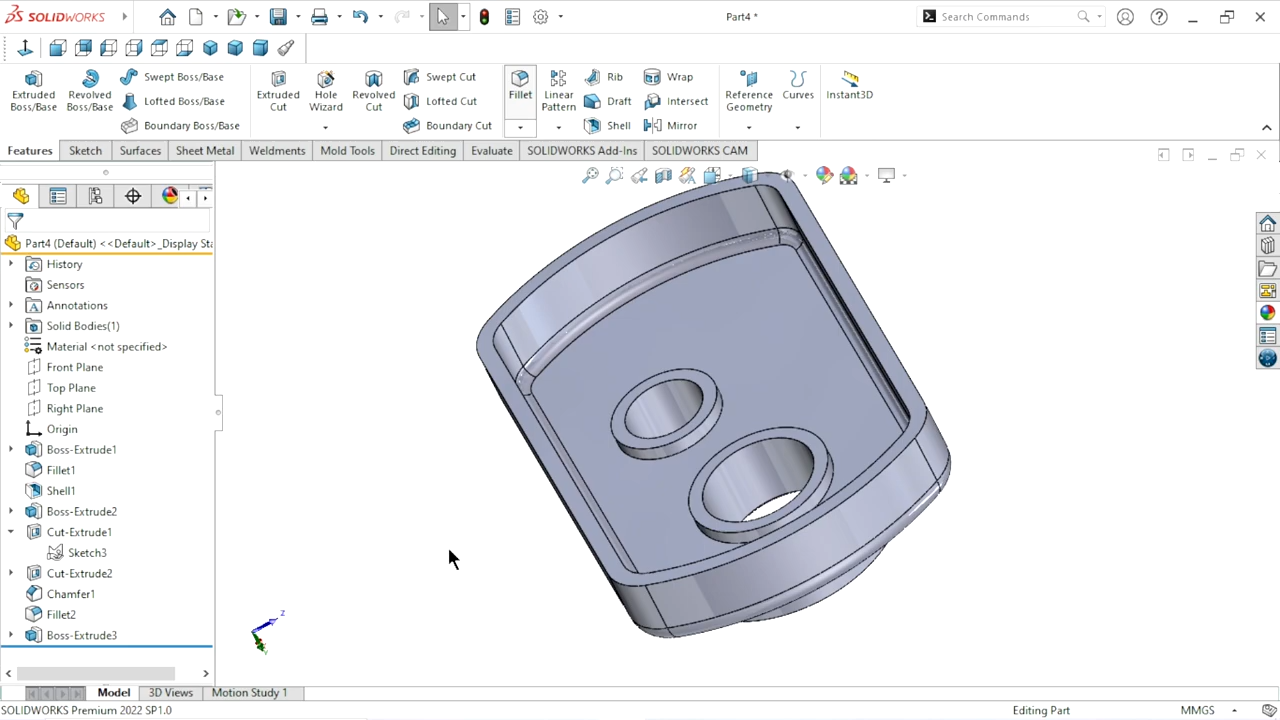 SOLIDWORKS
Part4 *
Search Commands
Extruded Boss/Base
Revolved Boss/Base
Swept Boss/Base
Lofted Boss/Base
Boundary Boss/Base
Extruded Cut
Hole Wizard
Revolved Cut
Swept Cut
Lofted Cut
Boundary Cut
Fillet
Linear Pattern
Rib
Draft
Shell
Wrap
Intersect
Mirror
Reference Geometry
Curves
Instant3D
Features Sketch Surfaces Sheet Metal Weldments Mold Tools Direct Editing Evaluate SOLIDWORKS Add-Ins SOLIDWORKS CAM
Part4 (Default) <<Default>_Display Sta
History
Sensors
Annotations
Solid Bodies(1)
Material <not specified>
Front Plane
Top Plane
Right Plane
Origin
Boss-Extrude1
Fillet1
Shell1
Boss-Extrude2
Cut-Extrude1
Sketch3
Cut-Extrude2
Chamfer1
Fillet2
Boss-Extrude3
Z
Y
Model 3D Views Motion Study 1
SOLIDWORKS Premium 2022 SP1.0
Editing Part
MMGS